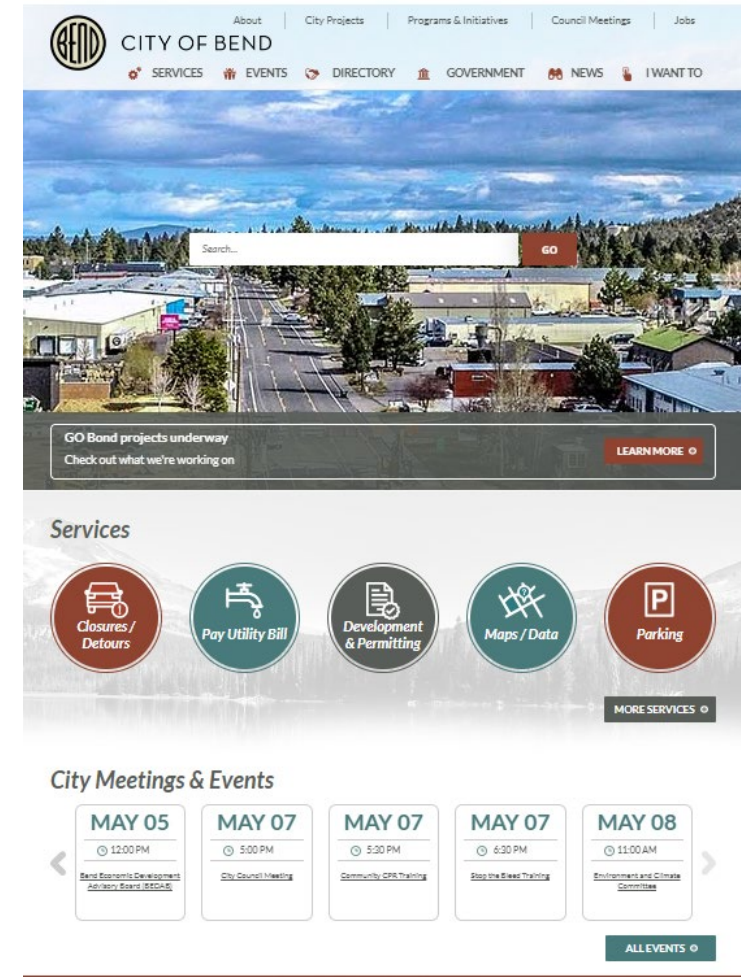 About
City Projects
Programs & Initiatives
Council Meetings
Jobs
BEND
CITY OF BEND
SERVICES
EVENTS
DIRECTORY
GOVERNMENT
NEWS
I WANT TO
Search...
GO
GO Bond projects underway
Check out what we're working on
LEARN MORE
Services
Closures /
Detours
Pay Utility Bill
Development
& Permitting
Maps / Data
P
Parking
MORE SERVICES
City Meetings & Events
MAY 05
12:00 PM
Bend Economic Development
Advisory Board (BEDAB)
MAY 07
5:00 PM
City Council Meeting
MAY 07
5:30 PM
Community CPR Training
MAY 07
6:30 PM
Stop the Bleed Training
MAY 08
11:00 AM
Environment and Climate
Committee
ALL EVENTS